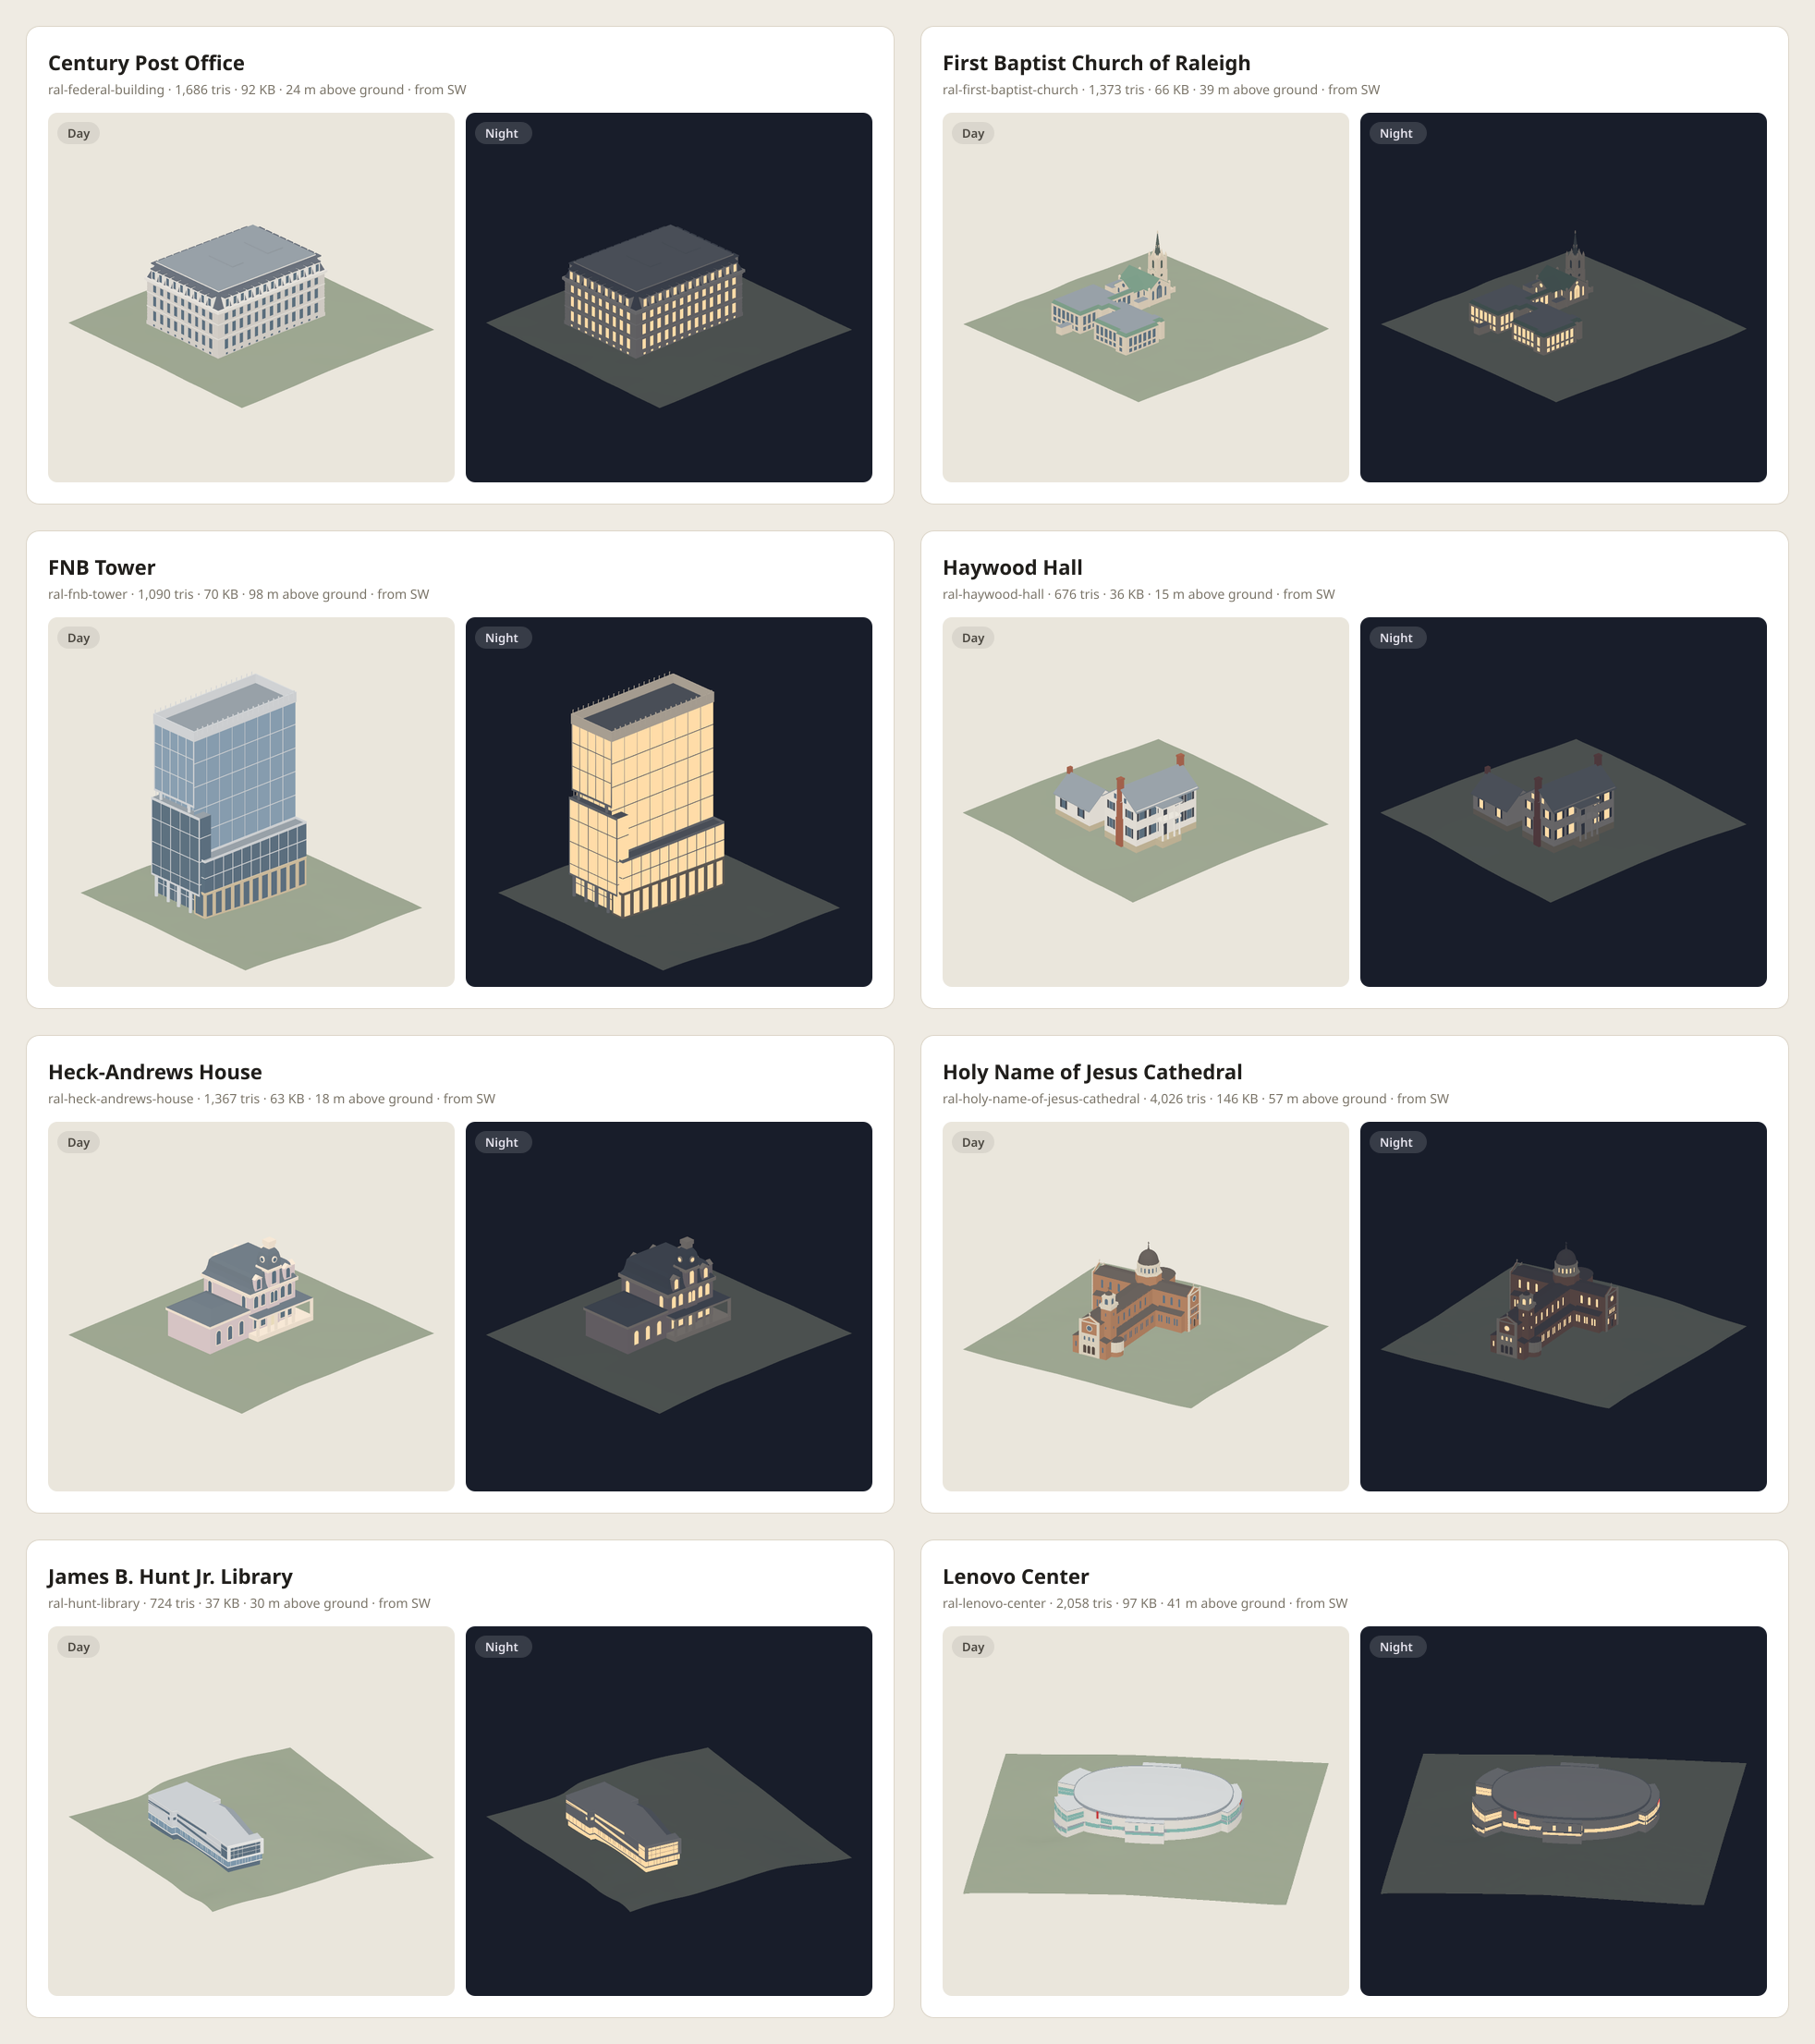 Century Post Office
ral-federal-building · 1,686 tris · 92 KB · 24 m above ground · from SW
Day
Night
First Baptist Church of Raleigh
ral-first-baptist-church · 1,373 tris · 66 KB · 39 m above ground · from SW
Day
Night
FNB Tower
ral-fnb-tower · 1,090 tris · 70 KB · 98 m above ground · from SW
Day
Night
Haywood Hall
ral-haywood-hall · 676 tris · 36 KB · 15 m above ground · from SW
Day
Night
Heck-Andrews House
ral-heck-andrews-house · 1,367 tris · 63 KB · 18 m above ground · from SW
Day
Night
Holy Name of Jesus Cathedral
ral-holy-name-of-jesus-cathedral · 4,026 tris · 146 KB · 57 m above ground · from SW
Day
Night
James B. Hunt Jr. Library
ral-hunt-library · 724 tris · 37 KB · 30 m above ground · from SW
Day
Night
Lenovo Center
ral-lenovo-center · 2,058 tris · 97 KB · 41 m above ground · from SW
Day
Night